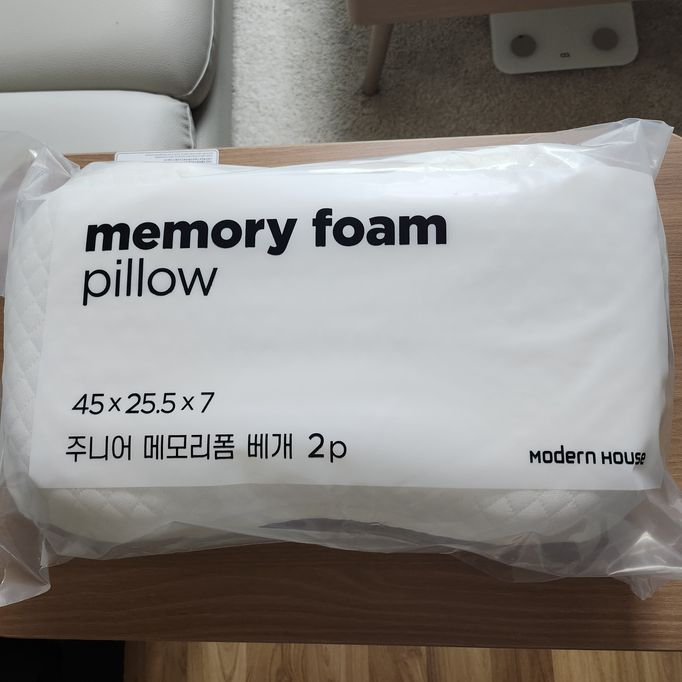 memory foam
pillow
45 x 25.5 x 7
주니어 메모리폼 베개 2p
Modern House